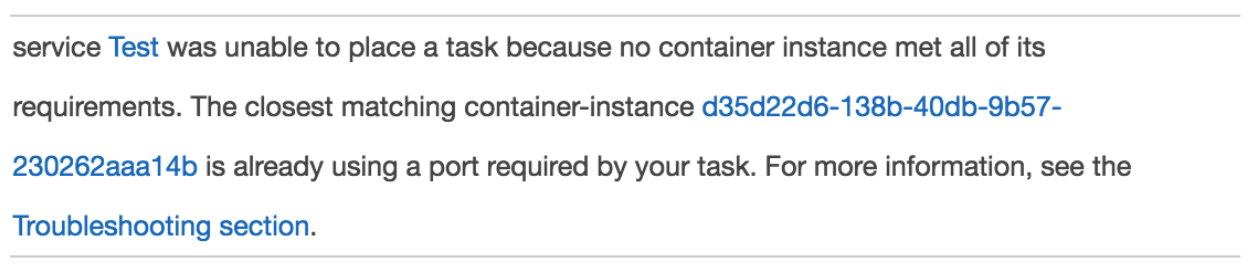 service Test was unable to place a task because no container instance met all of its
requirements. The closest matching container-instance d35d22d6-138b-40db-9b57-
230262aaa14b is already using a port required by your task. For more information, see the
Troubleshooting section.